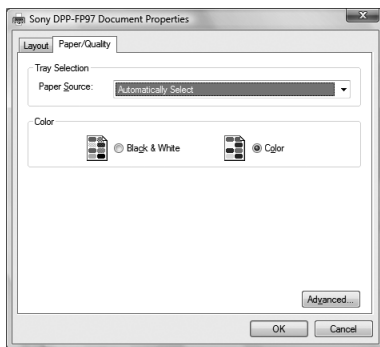 Sony DPP-FP97 Document Properties
Layout Paper/Quality
Tray Selection
Paper Source: Automatically Select
Color
Black & White Color
Advanced...
OK Cancel